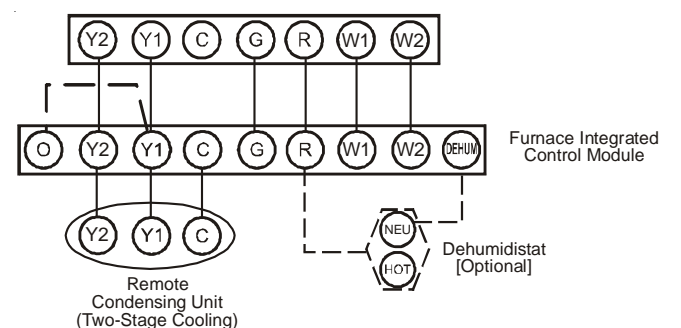 Y2 Y1 C G R W1 W2
O Y2 Y1 C G R W1 W2 DEHUM
Furnace Integrated
Control Module
Y2 Y1 C
NEU
HOT
Dehumidistat
[Optional]
Remote
Condensing Unit
(Two-Stage Cooling)